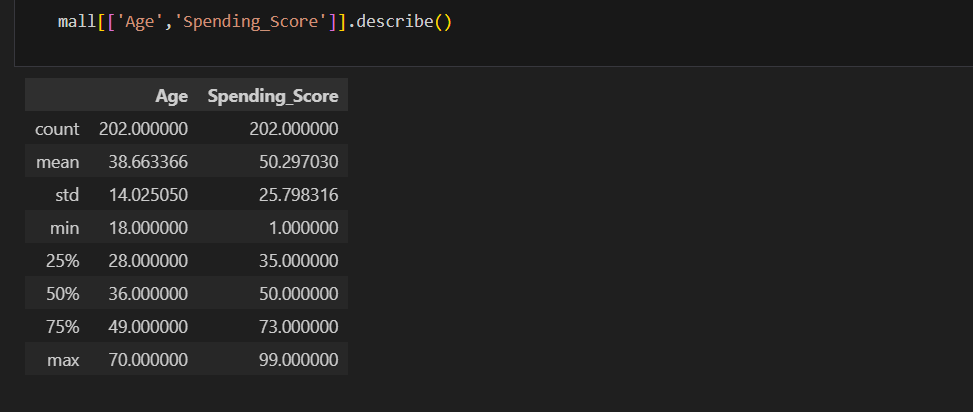 mall[['Age','Spending_Score']].describe()
Age Spending_Score
count 202.000000 202.000000
mean 38.663366 50.297030
std 14.025050 25.798316
min 18.000000 1.000000
25% 28.000000 35.000000
50% 36.000000 50.000000
75% 49.000000 73.000000
max 70.000000 99.000000